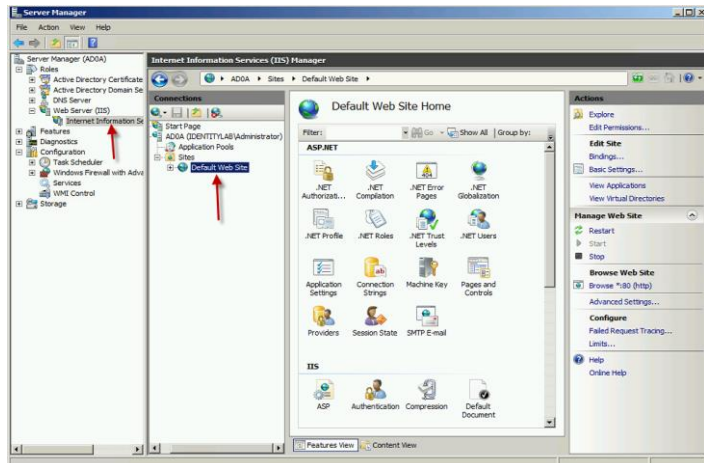 Server Manager
File Action View Help
Server Manager (AD0A)
Roles
Active Directory Certificate
Active Directory Domain Se
DNS Server
Web Server (IIS)
Internet Information Se
Features
Diagnostics
Configuration
Task Scheduler
Windows Firewall with Adva
Services
WMI Control
Storage
Internet Information Services (IIS) Manager
AD0A Sites Default Web Site
Connections
Start Page
AD0A (IDENTITYLAB\Administrator)
Application Pools
Sites
Default Web Site
Default Web Site Home
Filter: Go Show All Group by:
ASP.NET
.NET Authorizati...
.NET Compilation
.NET Error Pages
.NET Globalization
.NET Profile
.NET Roles
.NET Trust Levels
.NET Users
Application Settings
Connection Strings
Machine Key
Pages and Controls
Providers
Session State
SMTP E-mail
IIS
ASP
Authentication
Compression
Default Document
Features View Content View
Actions
Explore
Edit Permissions...
Edit Site
Bindings...
Basic Settings...
View Applications
View Virtual Directories
Manage Web Site
Restart
Start
Stop
Browse Web Site
Browse *:80 (http)
Advanced Settings...
Configure
Failed Request Tracing...
Limits...
Help
Online Help